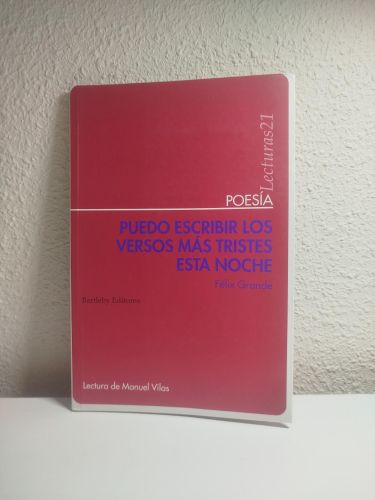 Lecturas21
POESÍA
PUEDO ESCRIBIR LOS
VERSOS MÁS TRISTES
ESTA NOCHE
Félix Grande
Bartleby Editores
Lectura de Manuel Vilas